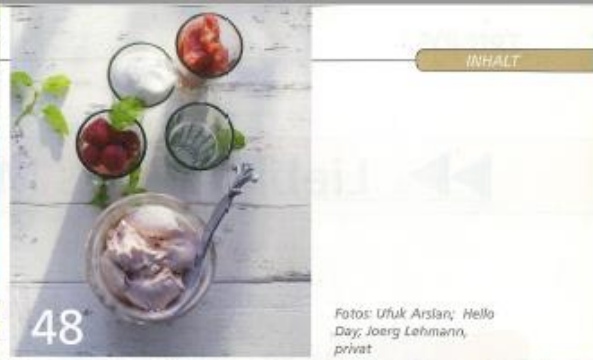 INHALT
48
Fotos: Ufuk Arslan; Hello
Day; Joerg Lehmann,
privat